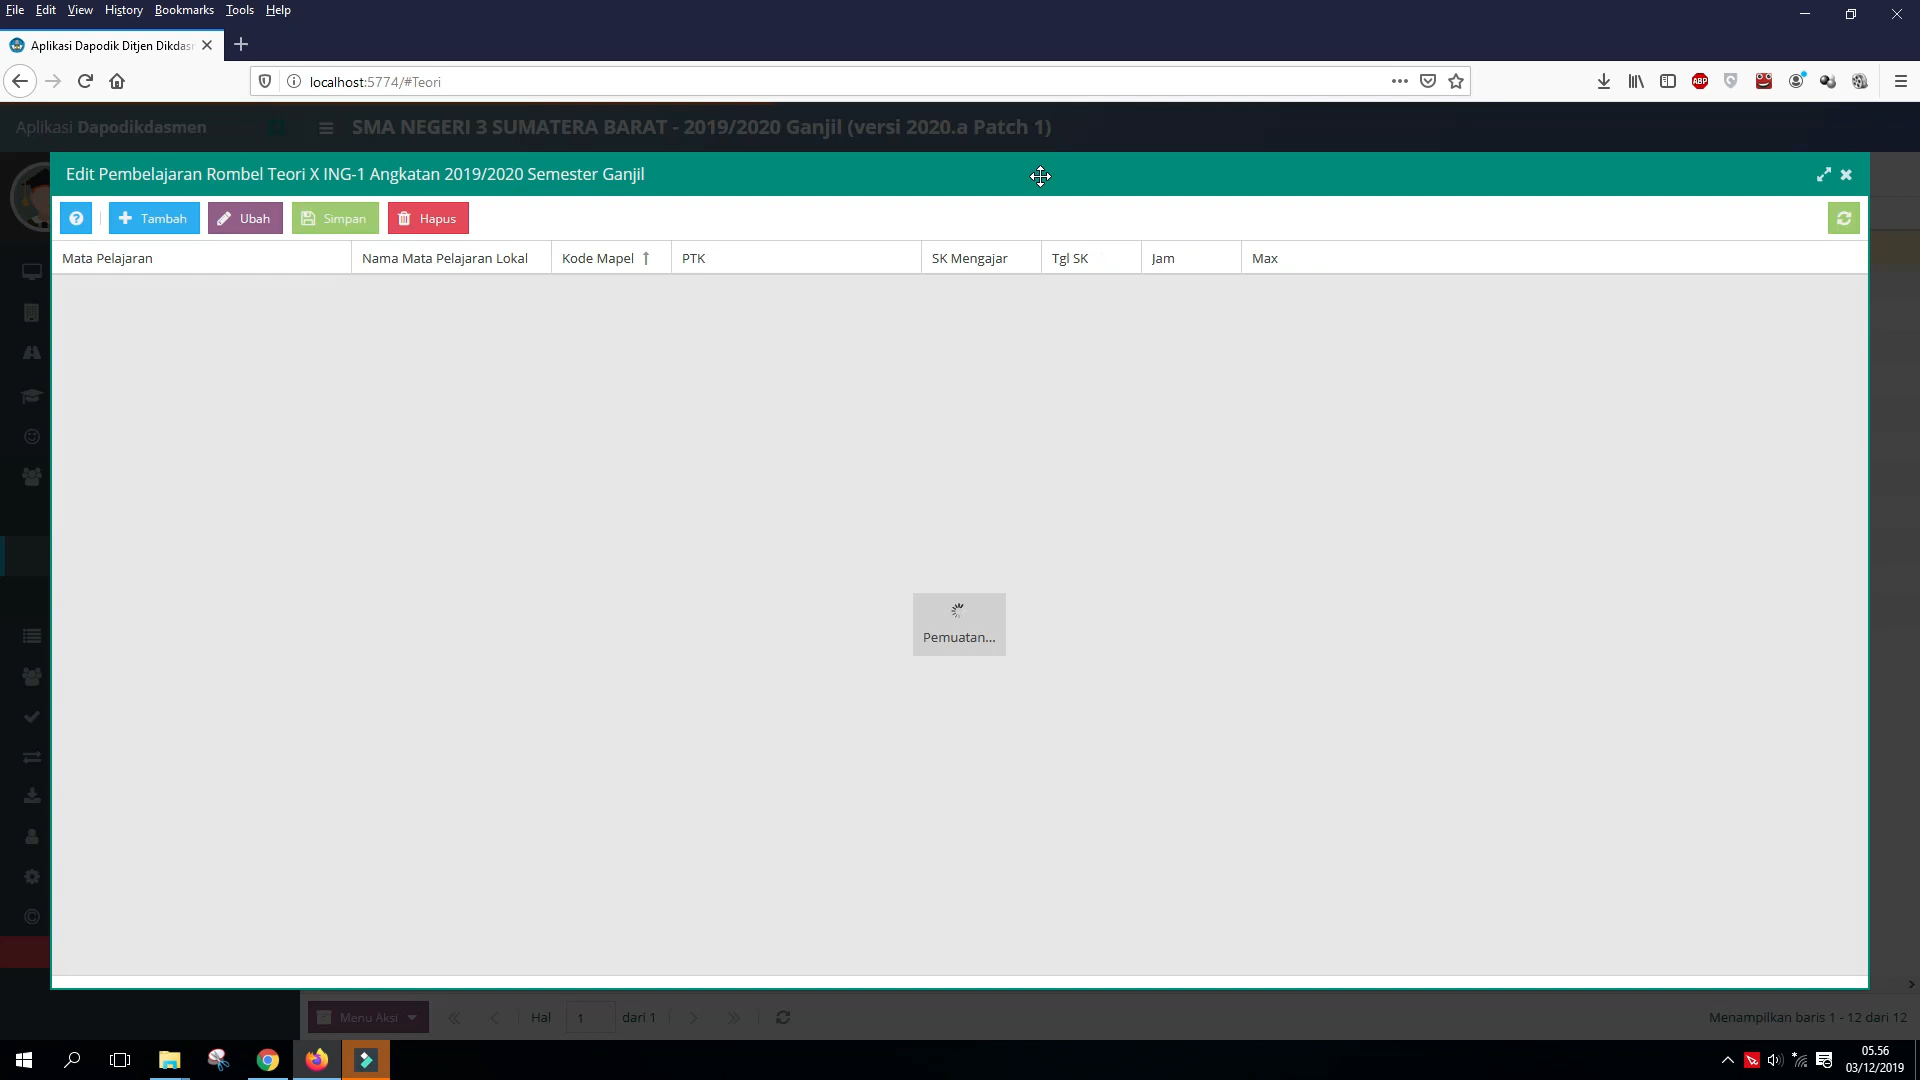 File Edit View History Bookmarks Tools Help
Aplikasi Dapodik Ditjen Dikdas
localhost:5774/#Teori
ABP
Aplikasi Dapodikdasmen
SMA NEGERI 3 SUMATERA BARAT - 2019/2020 Ganjil (versi 2020.a Patch 1)
Edit Pembelajaran Rombel Teori X ING-1 Angkatan 2019/2020 Semester Ganjil
Tambah Ubah Simpan Hapus
Mata Pelajaran Nama Mata Pelajaran Lokal Kode Mapel PTK SK Mengajar Tgl SK Jam Max
Pemuatan...
Menu Aksi Hal 1 dari 1 Menampilkan baris 1 - 12 dari 12
05.56
03/12/2019